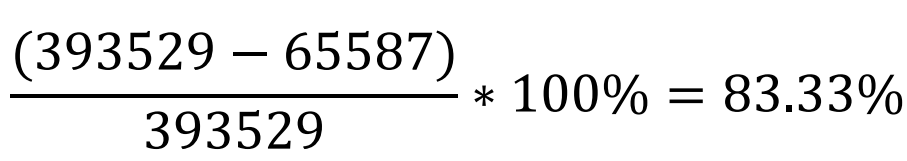 (393529 − 65587)
393529
∗ 100% = 83.33%